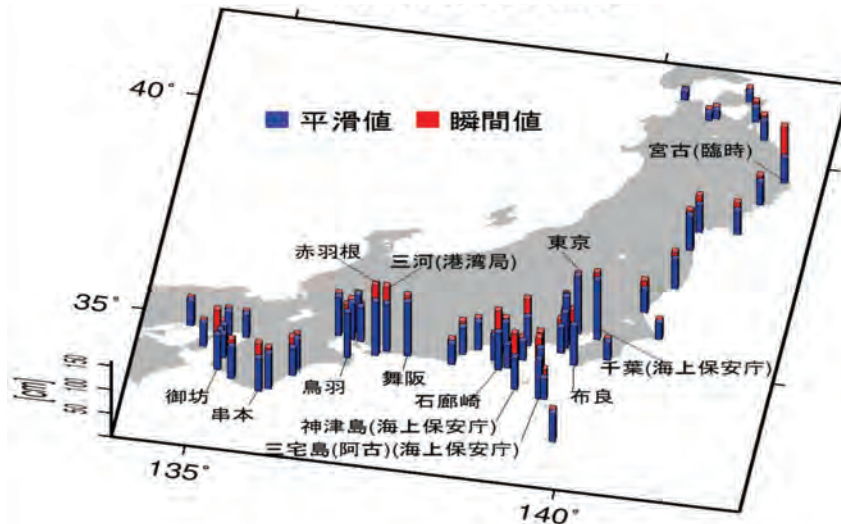 40°
平滑値 瞬間値
宮古(臨時)
赤羽根
三河(港湾局)
東京
35°
150
100
50
[cm]
御坊
串本
鳥羽
舞阪
石廊崎
千葉(海上保安庁)
布良
神津島(海上保安庁)
三宅島(阿古)(海上保安庁)
135°
140°